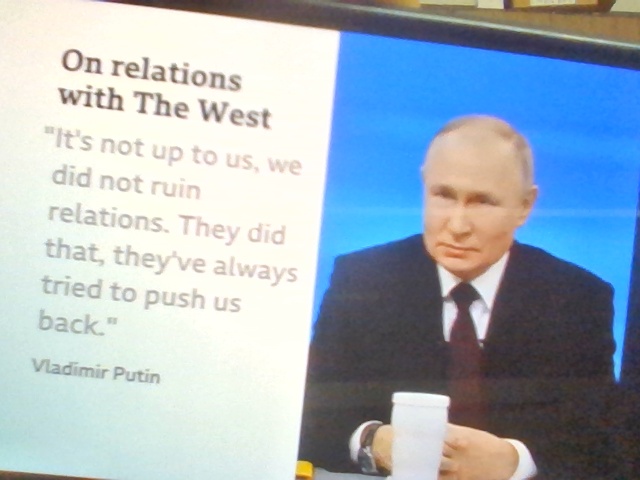 On relations
with The West
"It's not up to us, we
did not ruin
relations. They did
that, they've always
tried to push us
back."
Vladimir Putin